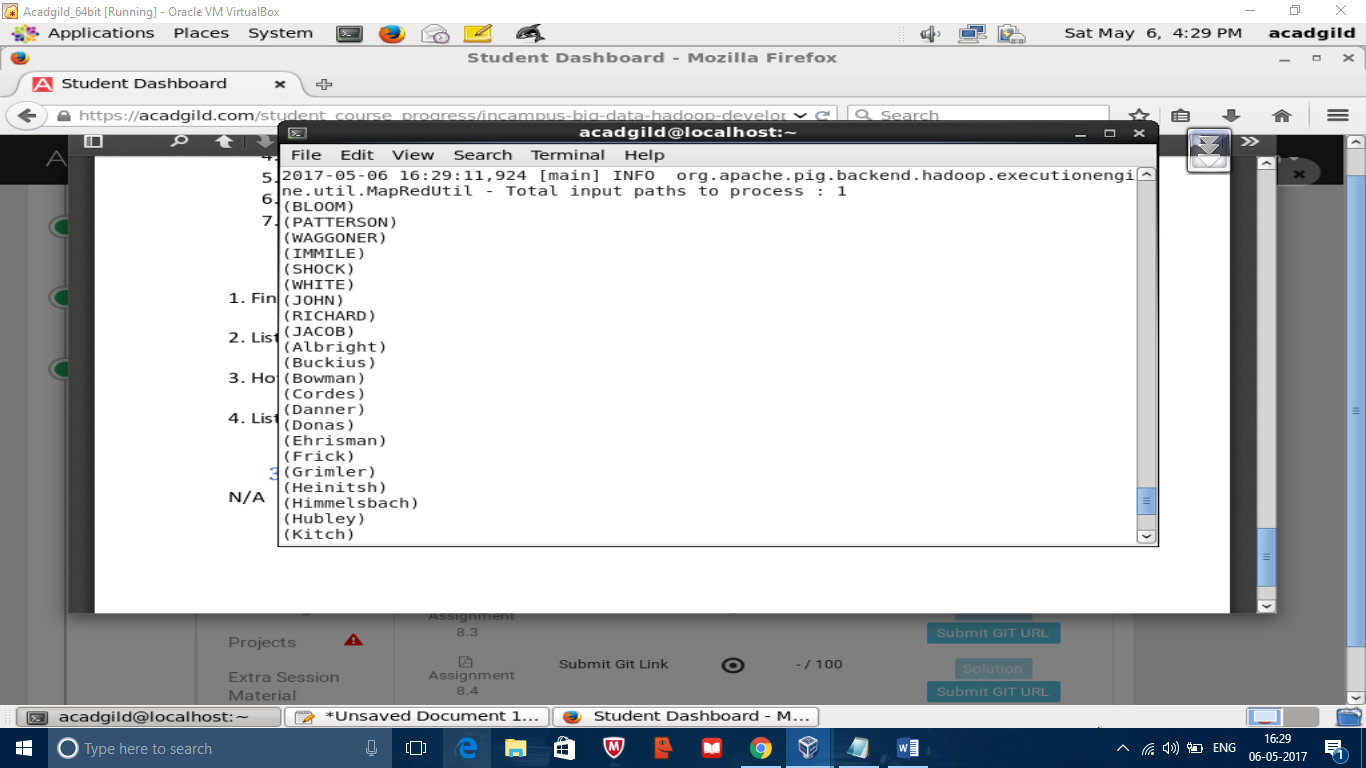 Acadgild_64bit [Running] - Oracle VM VirtualBox
Applications Places System Sat May 6, 4:29 PM acadgild
Student Dashboard - Mozilla Firefox
Student Dashboard
https://acadgild.com/student_course_progress/incampus-big-data-hadoop-develop Search
acadgild@localhost:~
File Edit View Search Terminal Help
2017-05-06 16:29:11,924 [main] INFO org.apache.pig.backend.hadoop.executionengi
ne.util.MapRedUtil - Total input paths to process : 1
(BLOOM)
(PATTERSON)
(WAGGONER)
(IMMILE)
(SHOCK)
(WHITE)
(JOHN)
(RICHARD)
(JACOB)
(Albright)
(Buckius)
(Bowman)
(Cordes)
(Danner)
(Donas)
(Ehrisman)
(Frick)
(Grimler)
(Heinitsh)
(Himmelsbach)
(Hubley)
(Kitch)
A
4.
5.
6.
7.
1. Fin
2. List
3. Ho
4. List
3
N/A
Assignment
8.3
Submit GIT URL
Projects
Submit Git Link
- / 100
Solution
Assignment
8.4
Submit GIT URL
Extra Session
Material
acadgild@localhost:~ *Unsaved Document 1... Student Dashboard - M...
Type here to search
ENG
16:29
06-05-2017
1